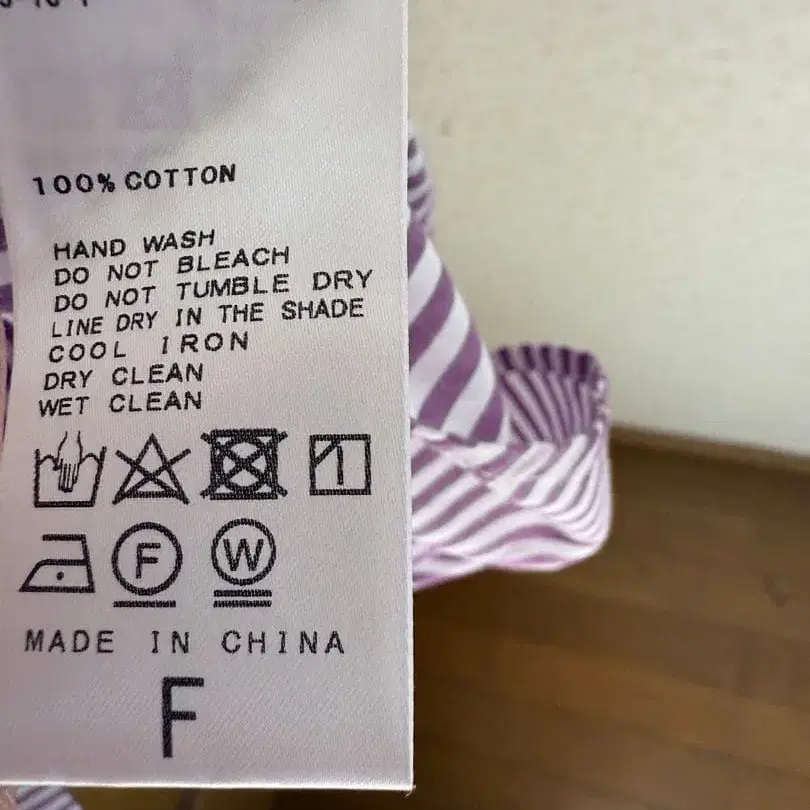 100% COTTON
HAND WASH
DO NOT BLEACH
DO NOT TUMBLE DRY
LINE DRY IN THE SHADE
COOL IRON
DRY CLEAN
WET CLEAN
F W
MADE IN CHINA
F